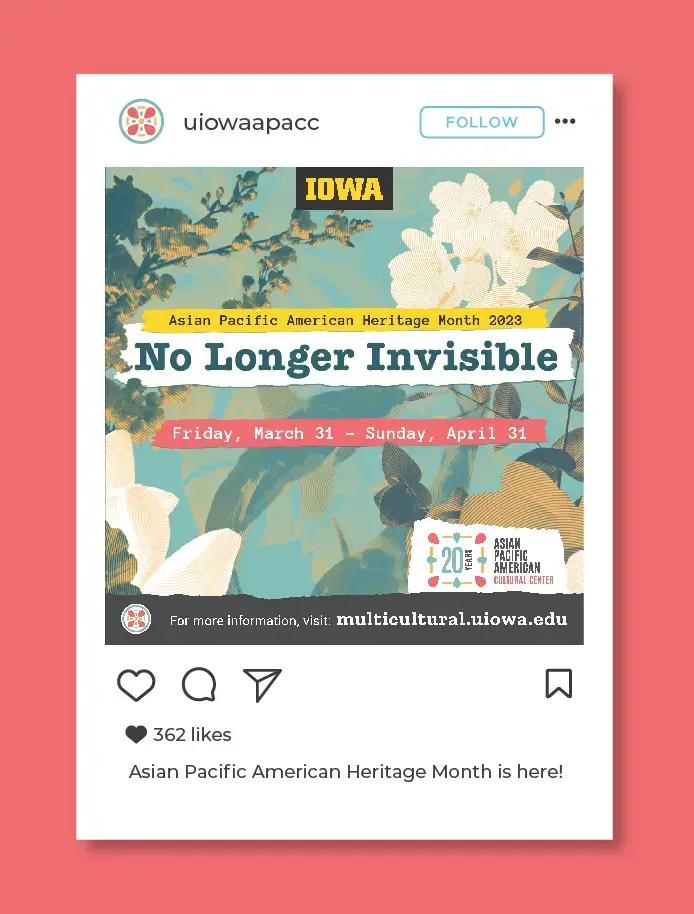 uiowaapacc
FOLLOW
IOWA
Asian Pacific American Heritage Month 2023
No Longer Invisible
Friday, March 31 – Sunday, April 31
20 YEARS
ASIAN
PACIFIC
AMERICAN
CULTURAL CENTER
For more information, visit: multicultural.uiowa.edu
362 likes
Asian Pacific American Heritage Month is here!